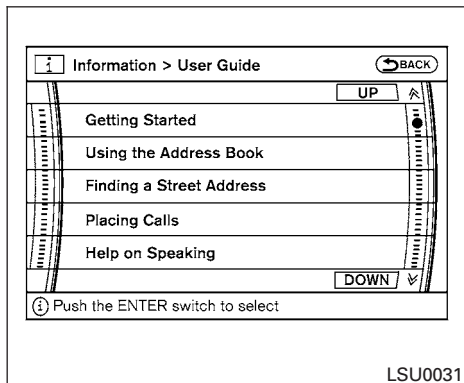 i Information > User Guide BACK
UP
Getting Started
Using the Address Book
Finding a Street Address
Placing Calls
Help on Speaking
DOWN
i Push the ENTER switch to select
LSU0031